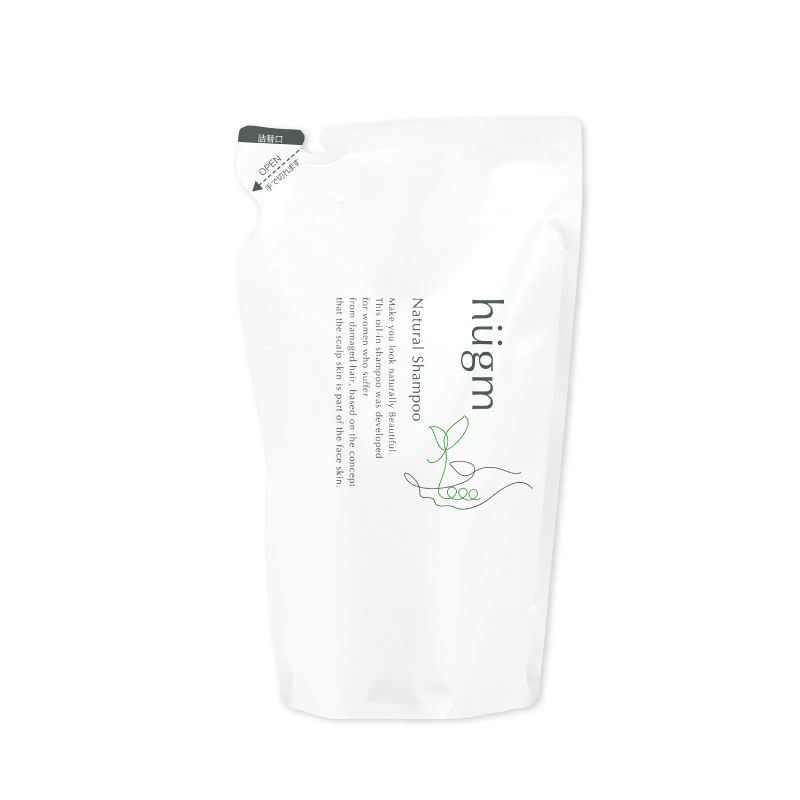 詰替口
OPEN
手で切れます
hügm
Natural Shampoo
Make you look naturally Beautiful.
This oil-in shampoo was developed
for women who suffer
from damaged hair, based on the concept
that the scalp skin is part of the face skin.